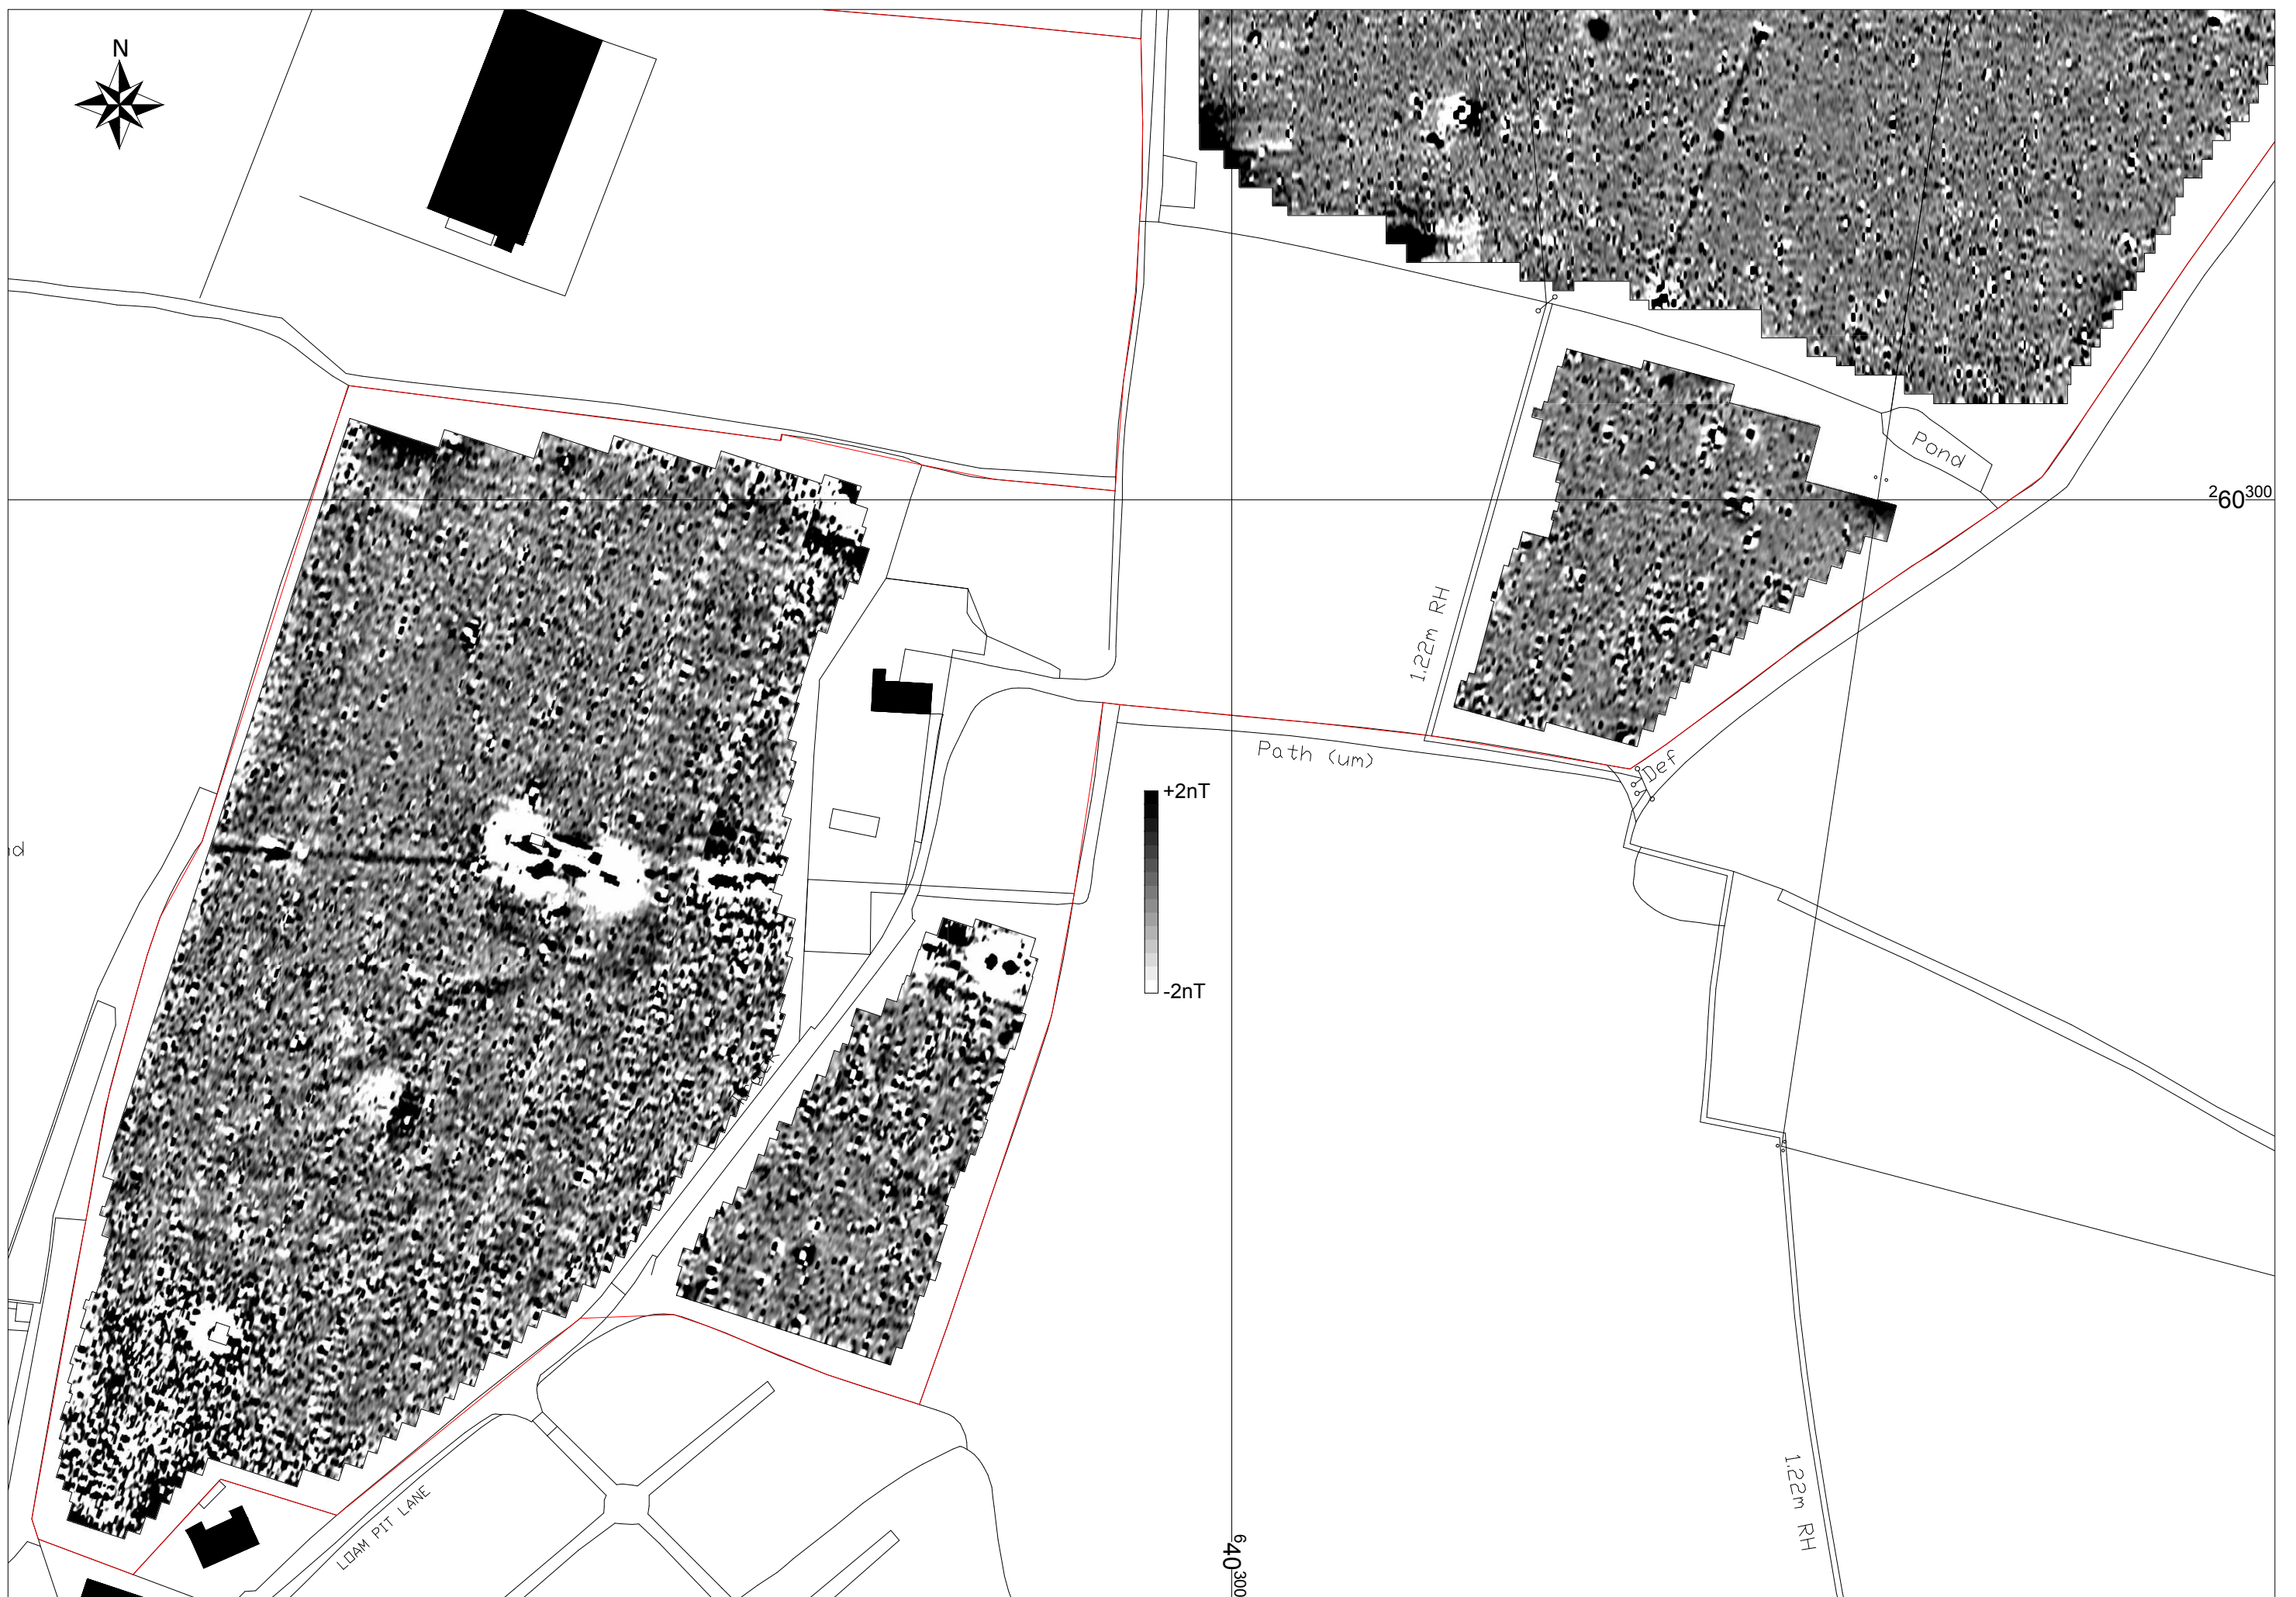 N
Pond
²60³⁰⁰
1.22m RH
Path (um)
Def
+2nT
-2nT
1.22m RH
LOAM PIT LANE
⁶40³⁰⁰